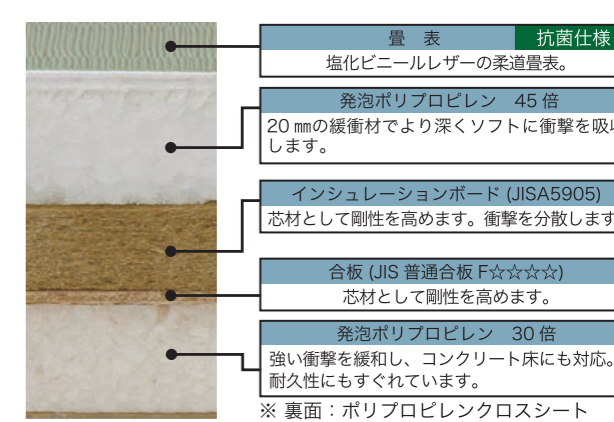 畳　表　抗菌仕様
塩化ビニールレザーの柔道畳表。
発泡ポリプロピレン　45 倍
20 ㎜の緩衝材でより深くソフトに衝撃を吸収
します。
インシュレーションボード (JISA5905)
芯材として剛性を高めます。衝撃を分散します
合板 (JIS 普通合板 F☆☆☆☆)
芯材として剛性を高めます。
発泡ポリプロピレン　30 倍
強い衝撃を緩和し、コンクリート床にも対応。
耐久性にもすぐれています。
※ 裏面：ポリプロピレンクロスシート